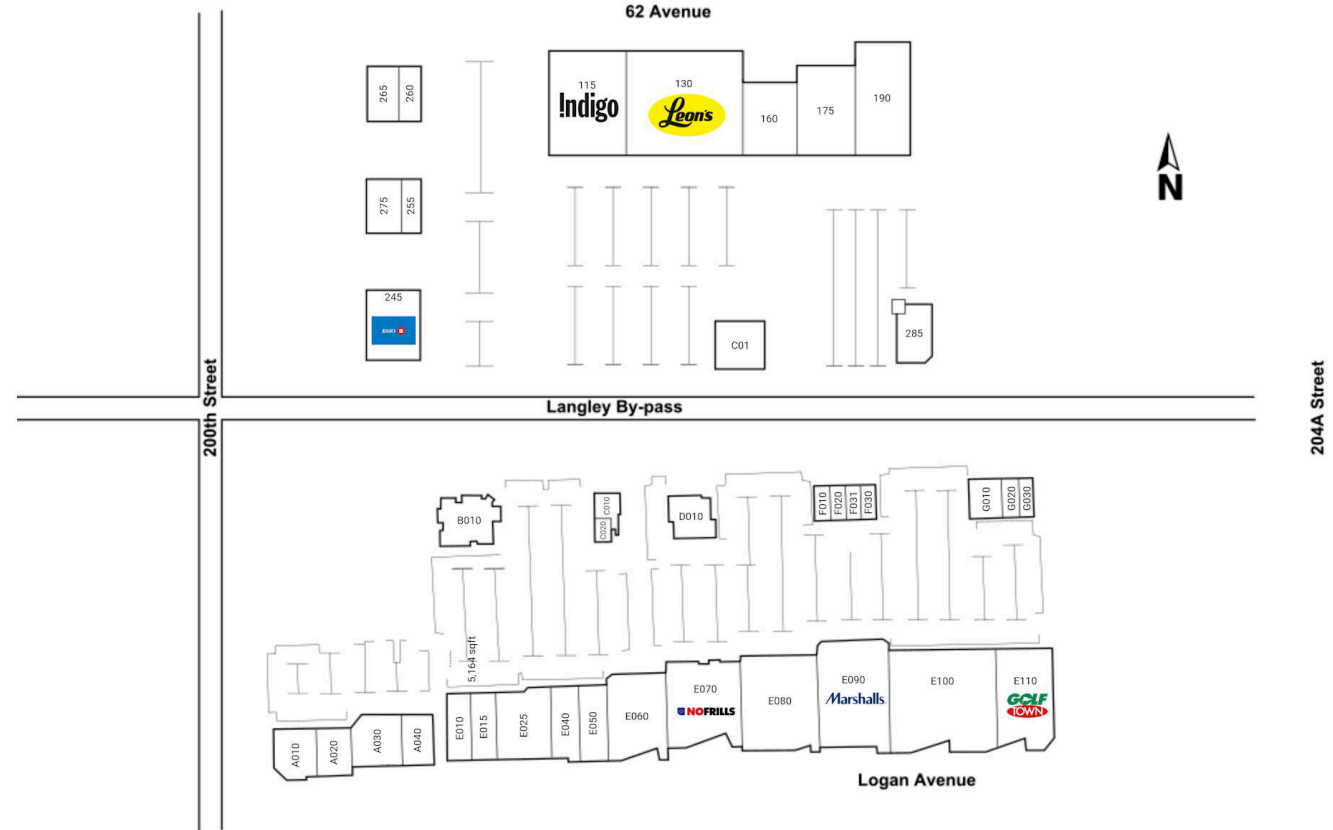 62 Avenue
265
260
115
!ndigo
130
Leon's
160
175
190
N
275
255
245
BMO
C01
285
200th Street
Langley By-pass
204A Street
B010
C010
C020
D010
F010
F020
F031
F030
G010
G020
G030
5,164 sqft
A010
A020
A030
A040
E010
E015
E025
E040
E050
E060
E070
NOFRILLS
E080
E090
Marshalls
E100
E110
GOLF
TOWN
Logan Avenue